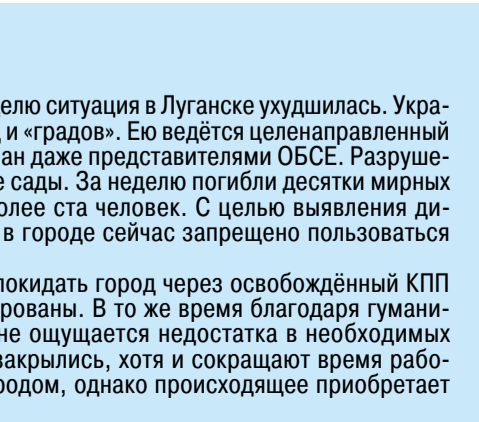 делю ситуация в Луганске ухудшилась. Укра-
и «градов». Ею ведётся целенаправленный
ан даже представителями ОБСЕ. Разруше-
е сады. За неделю погибли десятки мирных
олее ста человек. С целью выявления ди-
в городе сейчас запрещено пользоваться
покидать город через освобождённый КПП
рованы. В то же время благодаря гумани-
не ощущается недостатка в необходимых
закрылись, хотя и сокращают время рабо-
родом, однако происходящее приобретает